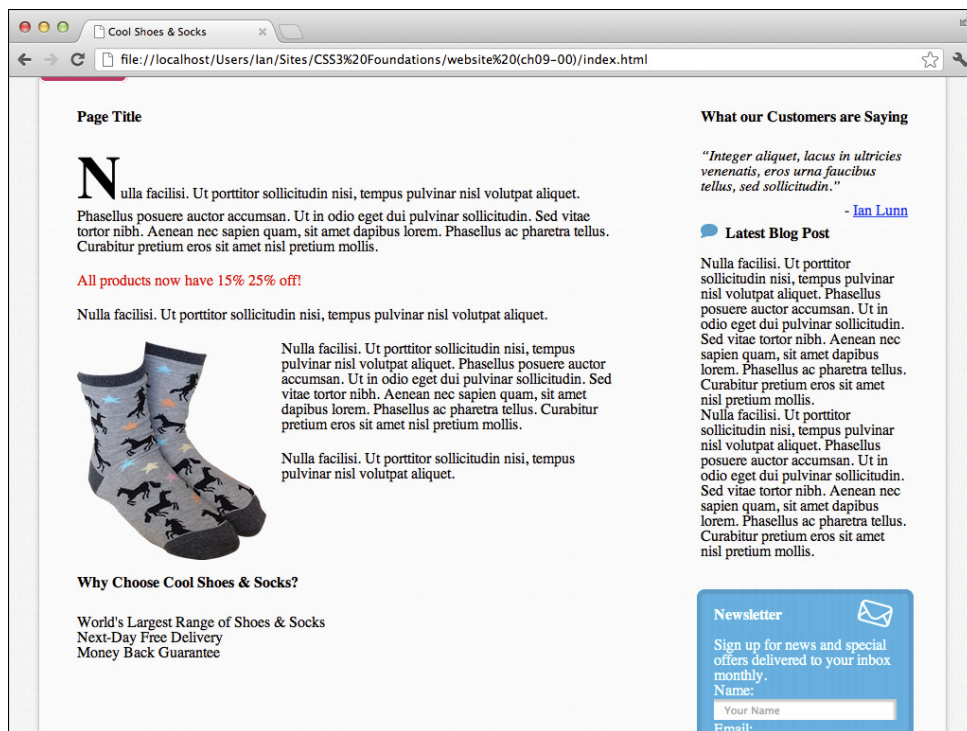 Cool Shoes & Socks
file://localhost/Users/Ian/Sites/CSS3%20Foundations/website%20(ch09-00)/index.html
Page Title
Nulla facilisi. Ut porttitor sollicitudin nisi, tempus pulvinar nisl volutpat aliquet.
Phasellus posuere auctor accumsan. Ut in odio eget dui pulvinar sollicitudin. Sed vitae
tortor nibh. Aenean nec sapien quam, sit amet dapibus lorem. Phasellus ac pharetra tellus.
Curabitur pretium eros sit amet nisl pretium mollis.
All products now have 15% 25% off!
Nulla facilisi. Ut porttitor sollicitudin nisi, tempus pulvinar nisl volutpat aliquet.
Nulla facilisi. Ut porttitor sollicitudin nisi, tempus
pulvinar nisl volutpat aliquet. Phasellus posuere auctor
accumsan. Ut in odio eget dui pulvinar sollicitudin. Sed
vitae tortor nibh. Aenean nec sapien quam, sit amet
dapibus lorem. Phasellus ac pharetra tellus. Curabitur
pretium eros sit amet nisl pretium mollis.
Nulla facilisi. Ut porttitor sollicitudin nisi, tempus
pulvinar nisl volutpat aliquet.
Why Choose Cool Shoes & Socks?
World's Largest Range of Shoes & Socks
Next-Day Free Delivery
Money Back Guarantee
What our Customers are Saying
“Integer aliquet, lacus in ultricies
venenatis, eros urna faucibus
tellus, sed sollicitudin.”
- Ian Lunn
Latest Blog Post
Nulla facilisi. Ut porttitor
sollicitudin nisi, tempus pulvinar
nisl volutpat aliquet. Phasellus
posuere auctor accumsan. Ut in
odio eget dui pulvinar sollicitudin.
Sed vitae tortor nibh. Aenean nec
sapien quam, sit amet dapibus
lorem. Phasellus ac pharetra tellus.
Curabitur pretium eros sit amet
nisl pretium mollis.
Nulla facilisi. Ut porttitor
sollicitudin nisi, tempus pulvinar
nisl volutpat aliquet. Phasellus
posuere auctor accumsan. Ut in
odio eget dui pulvinar sollicitudin.
Sed vitae tortor nibh. Aenean nec
sapien quam, sit amet dapibus
lorem. Phasellus ac pharetra tellus.
Curabitur pretium eros sit amet
nisl pretium mollis.
Newsletter
Sign up for news and special
offers delivered to your inbox
monthly.
Name:
Your Name
Email: